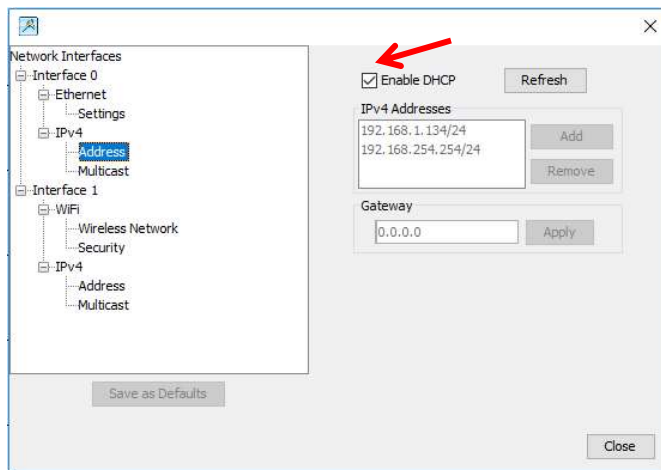 Network Interfaces
Interface 0
Ethernet
Settings
IPv4
Address
Multicast
Interface 1
WiFi
Wireless Network
Security
IPv4
Address
Multicast
Save as Defaults
Enable DHCP
Refresh
IPv4 Addresses
192.168.1.134/24
192.168.254.254/24
Add
Remove
Gateway
0.0.0.0
Apply
Close